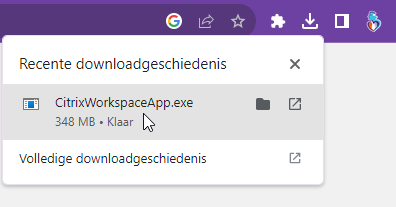 Recente downloadgeschiedenis
CitrixWorkspaceApp.exe
348 MB • Klaar
Volledige downloadgeschiedenis